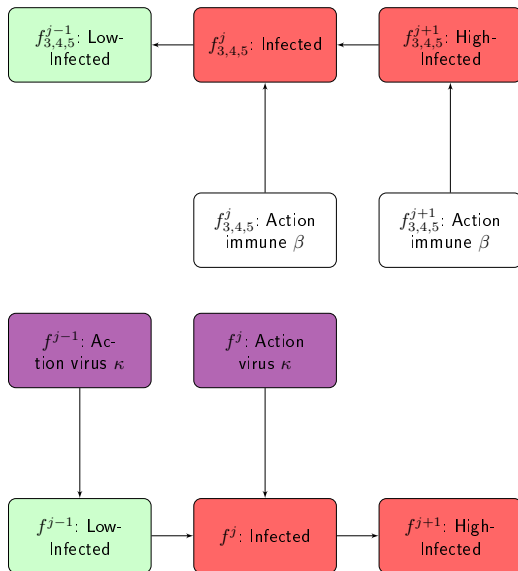 f^{j-1}_{3,4,5}: Low-
Infected
f^{j}_{3,4,5}: Infected
f^{j+1}_{3,4,5}: High-
Infected
f^{j}_{3,4,5}: Action
immune β
f^{j+1}_{3,4,5}: Action
immune β
f^{j-1}: Ac-
tion virus κ
f^{j}: Action
virus κ
f^{j-1}: Low-
Infected
f^{j}: Infected
f^{j+1}: High-
Infected